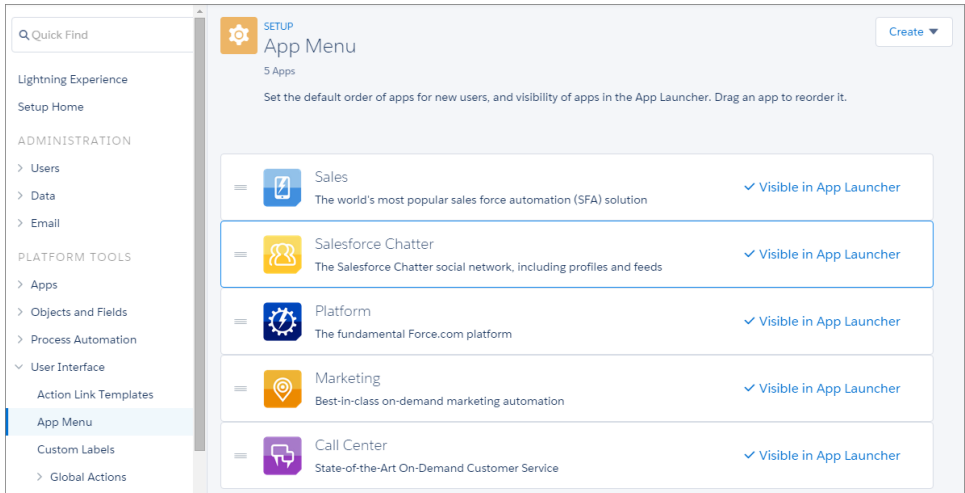 Quick Find
Lightning Experience
Setup Home
ADMINISTRATION
Users
Data
Email
PLATFORM TOOLS
Apps
Objects and Fields
Process Automation
User Interface
Action Link Templates
App Menu
Custom Labels
Global Actions
SETUP
App Menu
5 Apps
Set the default order of apps for new users, and visibility of apps in the App Launcher. Drag an app to reorder it.
Create
Sales
The world's most popular sales force automation (SFA) solution
Visible in App Launcher
Salesforce Chatter
The Salesforce Chatter social network, including profiles and feeds
Visible in App Launcher
Platform
The fundamental Force.com platform
Visible in App Launcher
Marketing
Best-in-class on-demand marketing automation
Visible in App Launcher
Call Center
State-of-the-Art On-Demand Customer Service
Visible in App Launcher